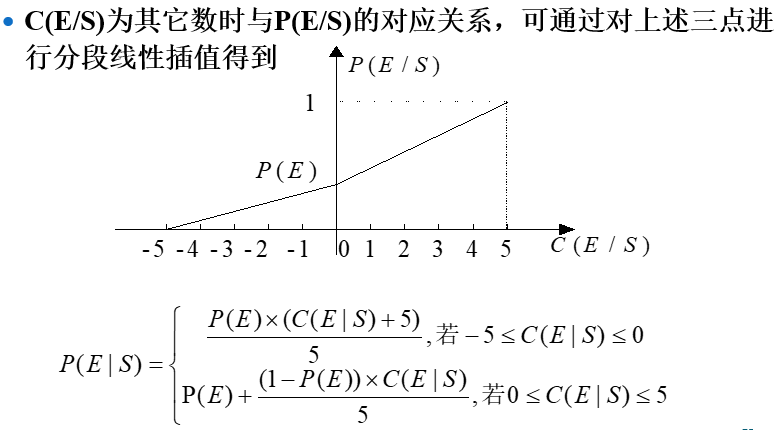 • C(E/S)为其它数时与P(E/S)的对应关系，可通过对上述三点进
行分段线性插值得到
P(E/S)
1
P(E)
-5 -4 -3 -2 -1 0 1 2 3 4 5 C(E/S)
P(E|S) = { P(E)×(C(E|S)+5) / 5 ,若 −5≤C(E|S)≤0
P(E)+ (1−P(E))×C(E|S) / 5 ,若0≤C(E|S)≤5